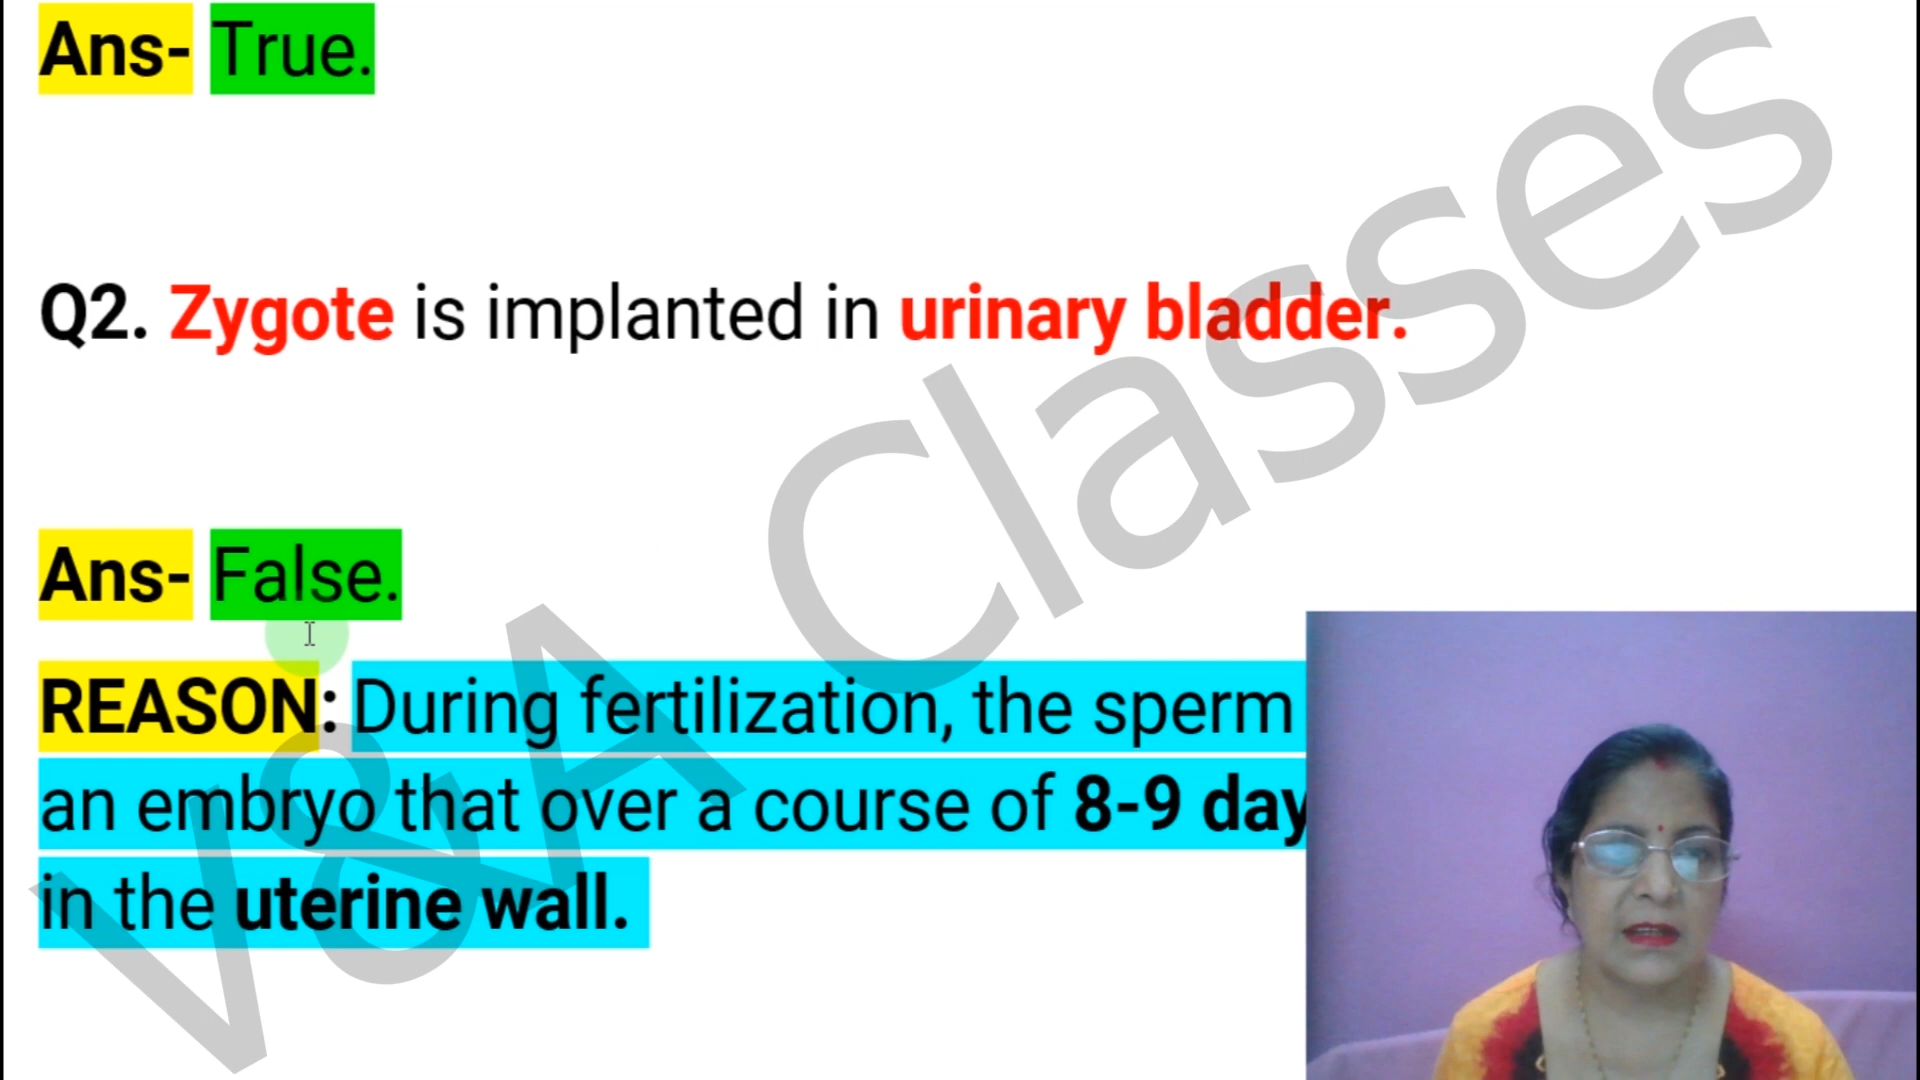 Ans- True.
Q2. Zygote is implanted in urinary bladder.
Ans- False.
REASON: During fertilization, the sperm
an embryo that over a course of 8-9 day
in the uterine wall.
V&A Classes